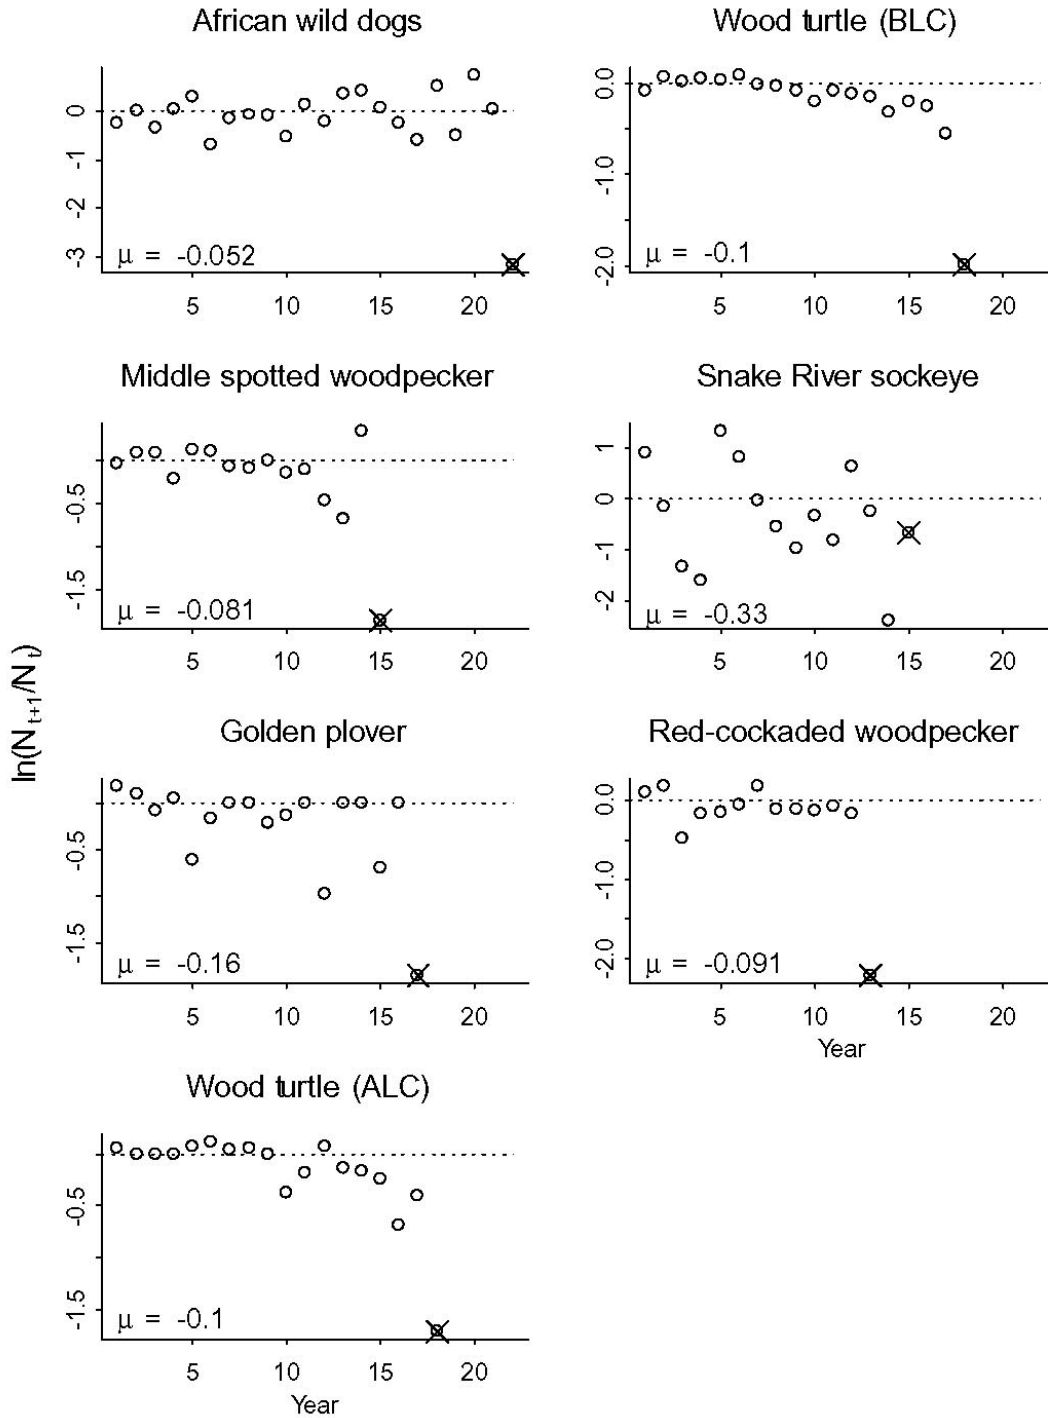 African wild dogs
0
-1
-2
-3
μ = -0.052
5 10 15 20
Wood turtle (BLC)
0.0
-1.0
-2.0
μ = -0.1
5 10 15 20
Middle spotted woodpecker
-0.5
-1.5
μ = -0.081
5 10 15 20
Snake River sockeye
1
0
-1
-2
μ = -0.33
5 10 15 20
ln(N t+1/N t)
Golden plover
-0.5
-1.5
μ = -0.16
5 10 15 20
Red-cockaded woodpecker
0.0
-1.0
-2.0
μ = -0.091
5 10 15 20
Year
Wood turtle (ALC)
-0.5
-1.5
μ = -0.1
5 10 15 20
Year